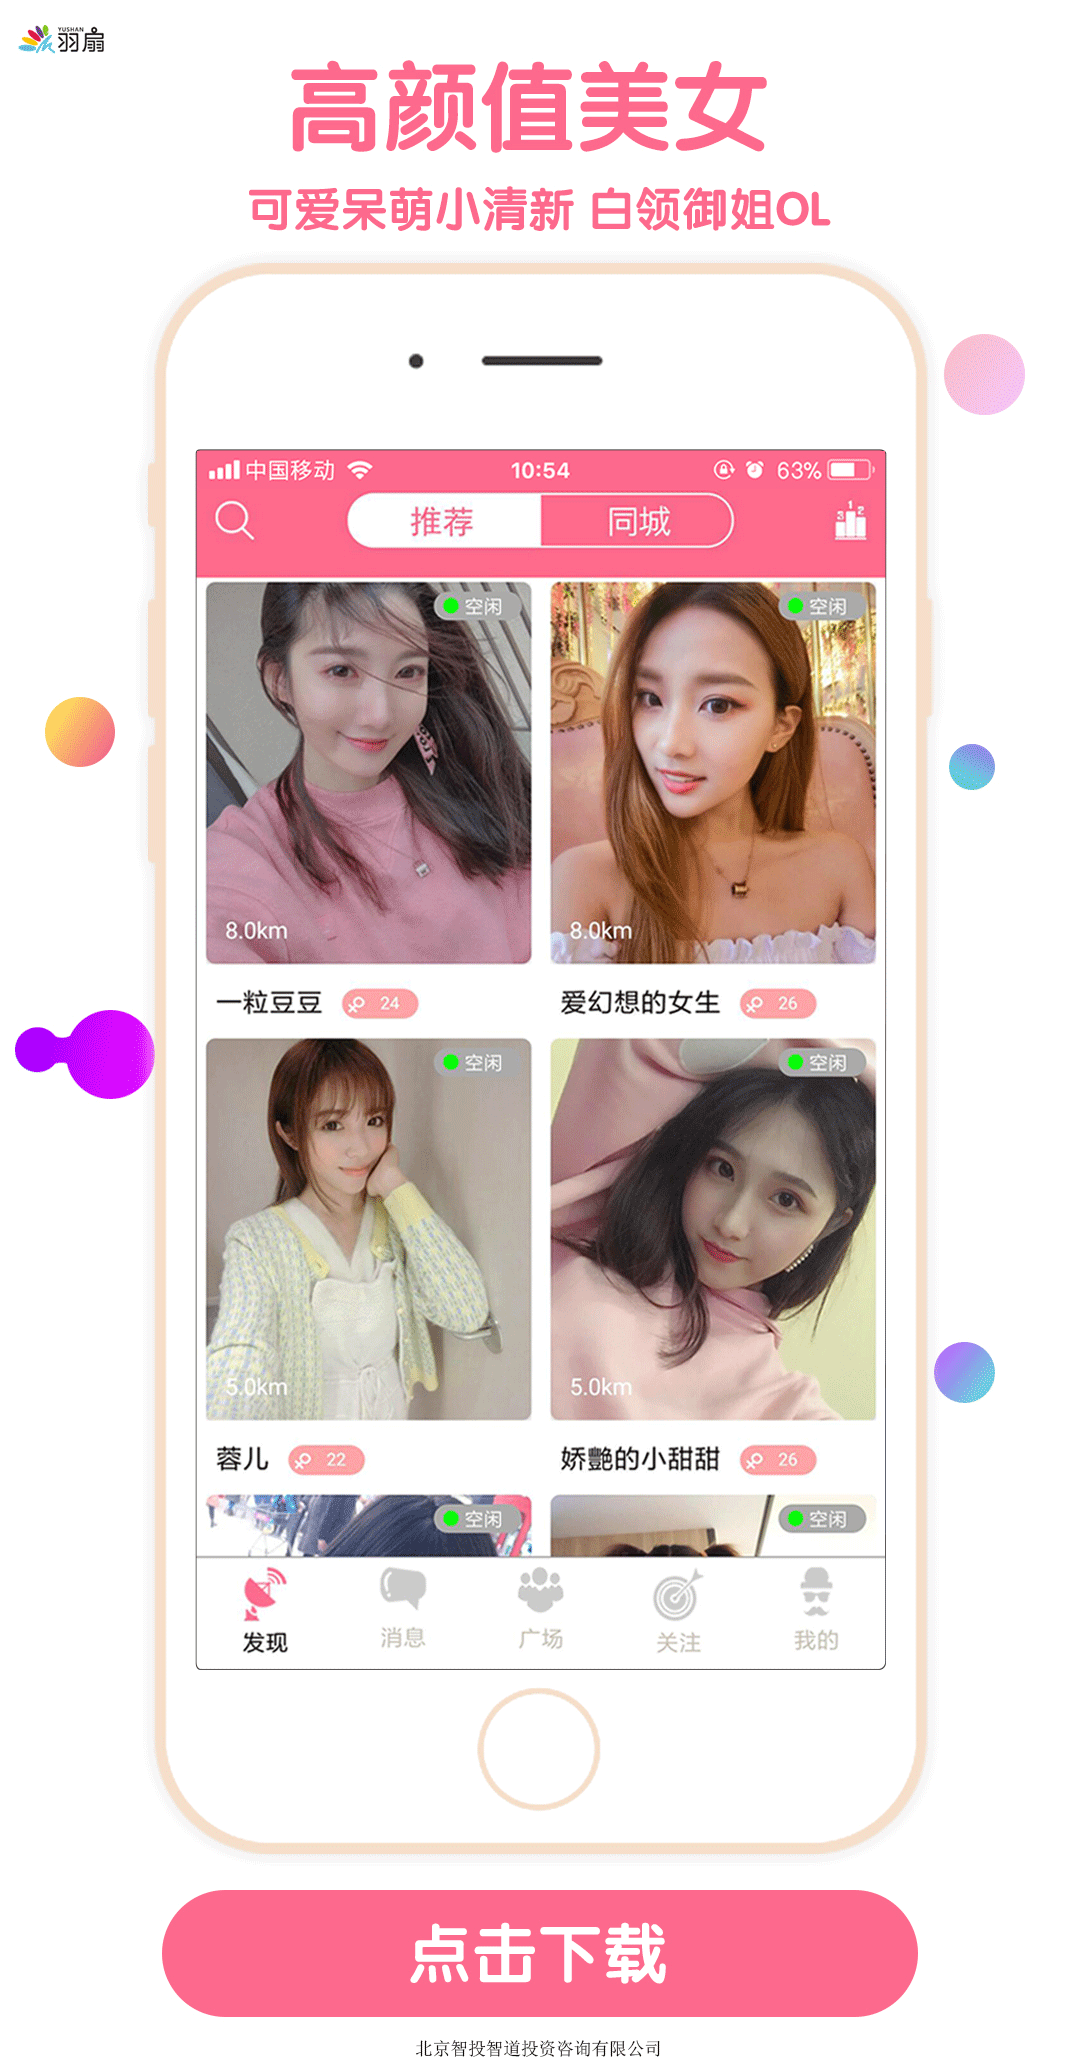 YUSHAN
羽扇
高颜值美女
可爱呆萌小清新 白领御姐OL
中国移动 10:54 63%
推荐 同城
3 1 2
空闲 空闲
8.0km 8.0km
一粒豆豆 24 爱幻想的女生 26
空闲 空闲
5.0km 5.0km
蓉儿 22 娇艷的小甜甜 26
空闲 空闲
发现 消息 广场 关注 我的
点击下载
北京智投智道投资咨询有限公司